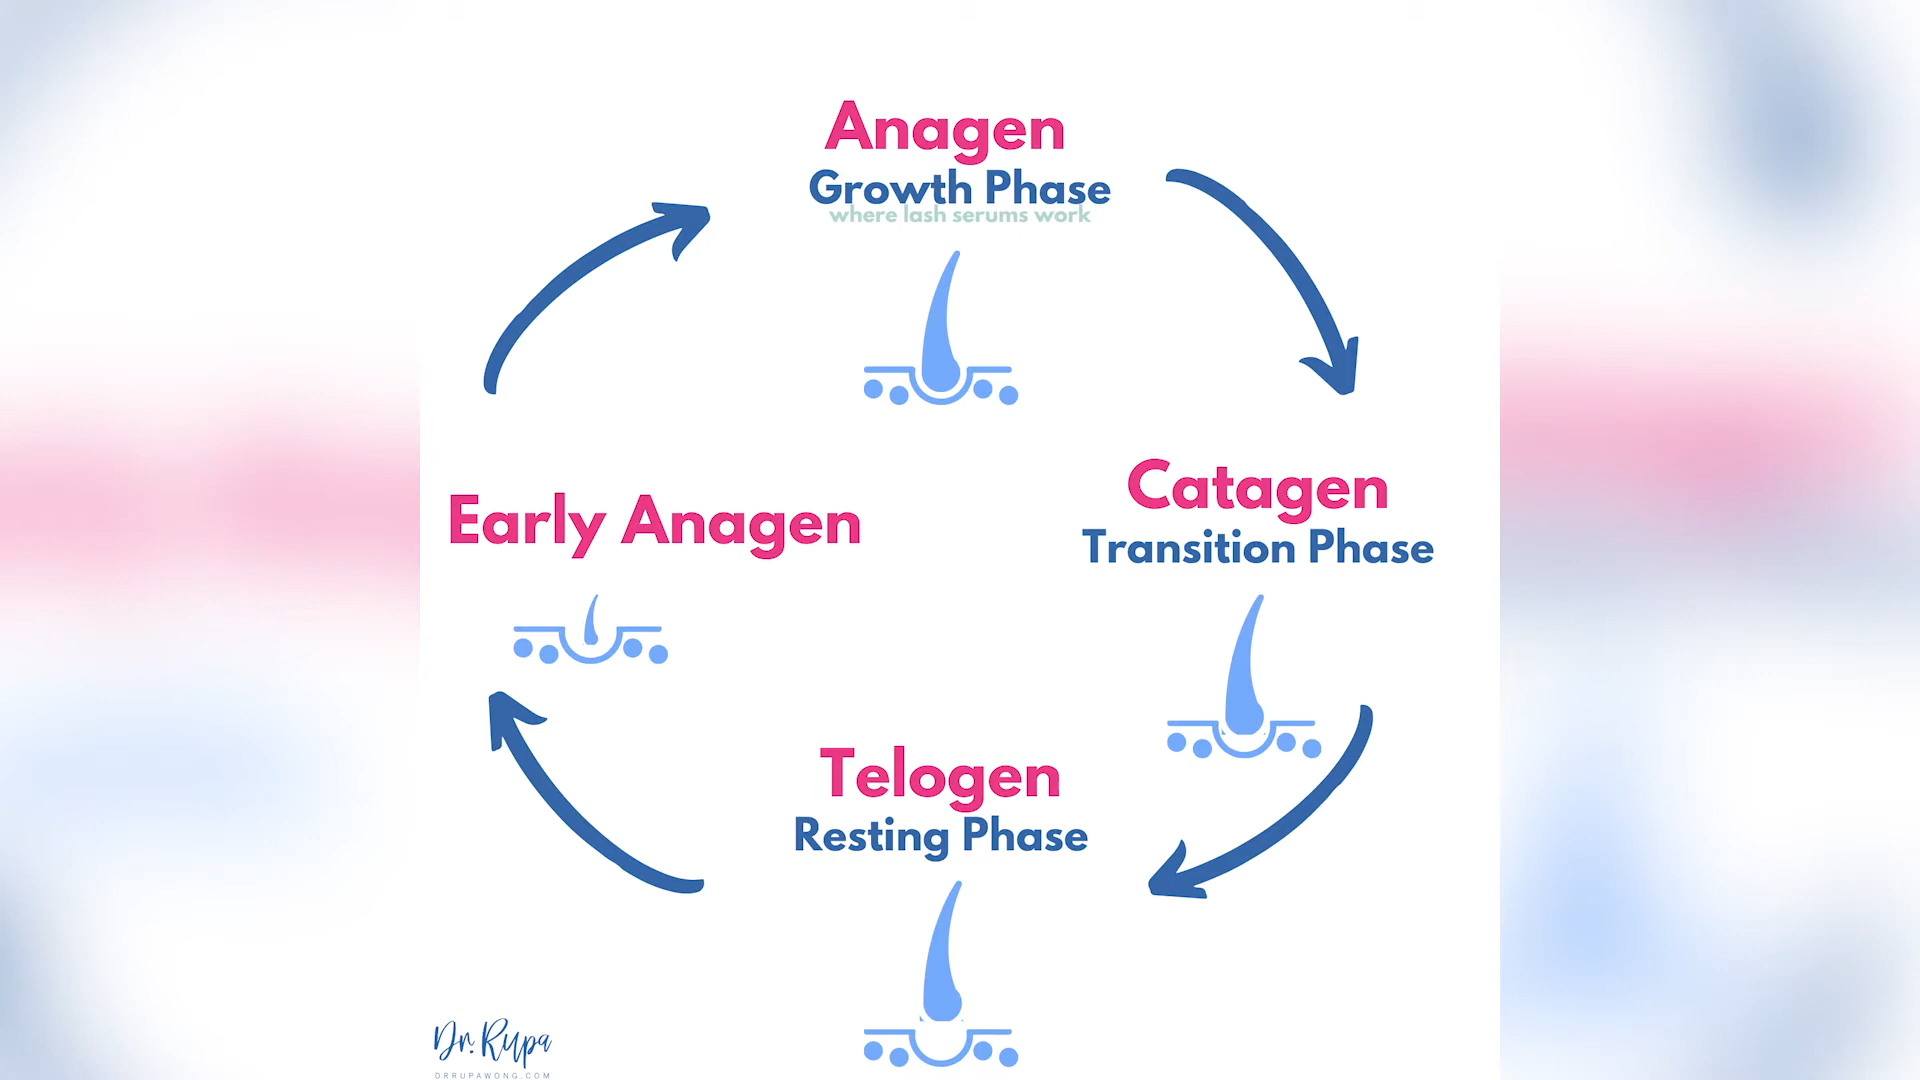 Anagen
Growth Phase
where lash serums work
Catagen
Transition Phase
Early Anagen
Telogen
Resting Phase
Dr. Rupa
DRRUPAWONG.COM